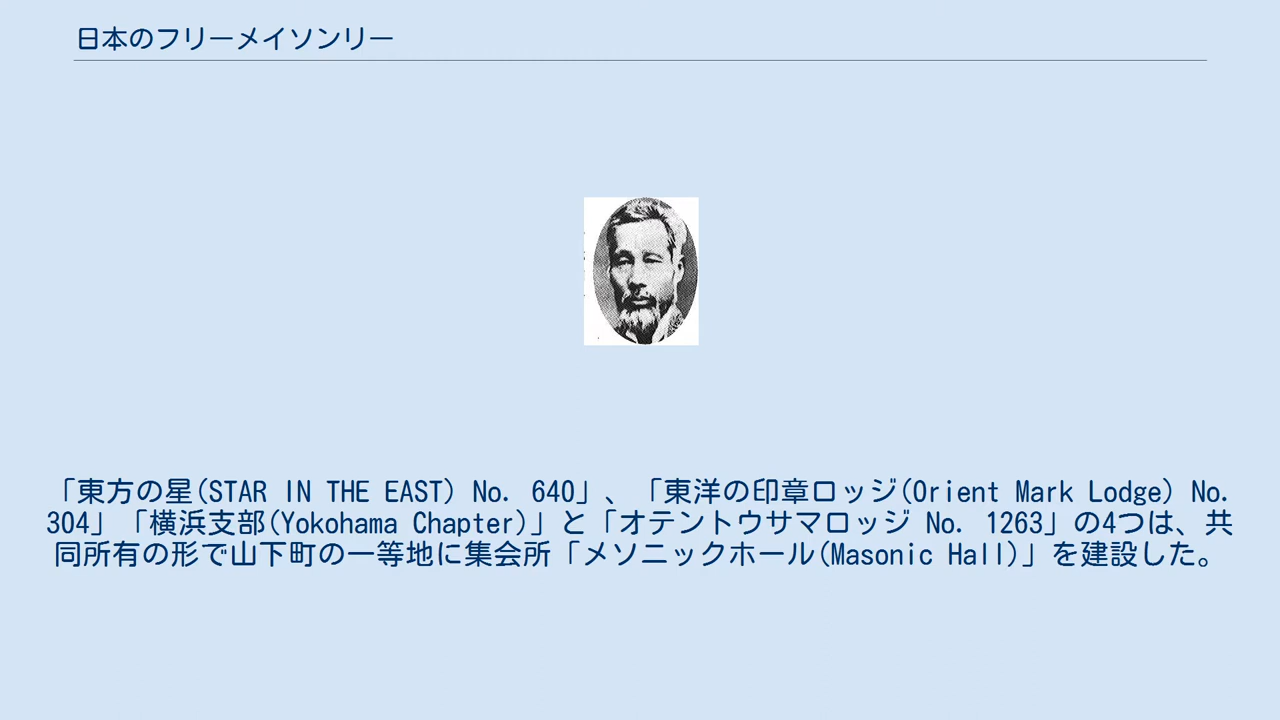 日本のフリーメイソンリー
「東方の星(STAR IN THE EAST) No. 640」、「東洋の印章ロッジ(Orient Mark Lodge) No.
304」「横浜支部(Yokohama Chapter)」と「オテントウサマロッジ No. 1263」の4つは、共
同所有の形で山下町の一等地に集会所「メソニックホール(Masonic Hall)」を建設した。